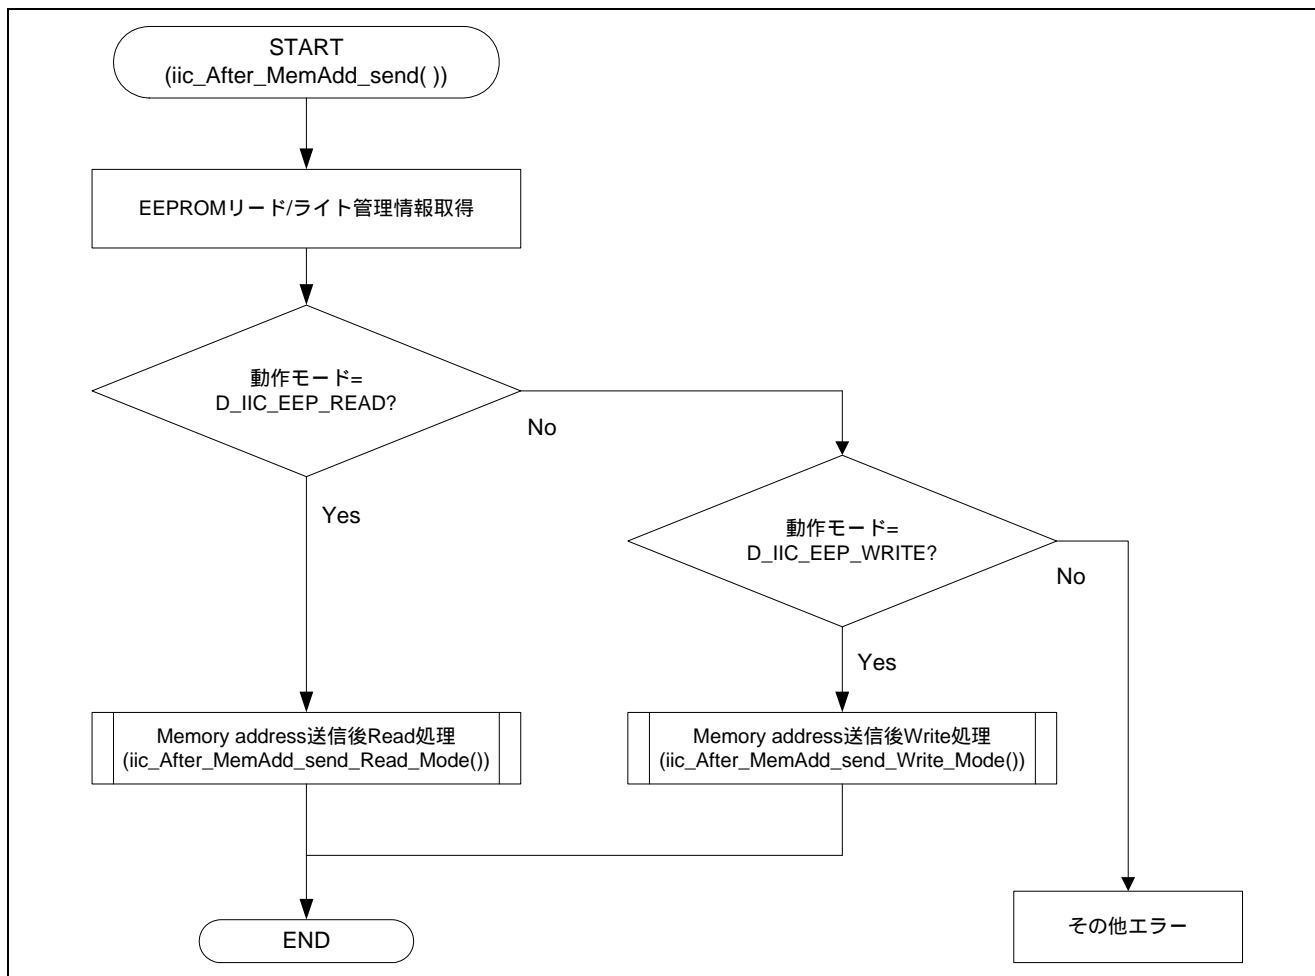 START
(iic_After_MemAdd_send( ))
EEPROMリード/ライト管理情報取得
動作モード=
D_IIC_EEP_READ?
No
Yes
動作モード=
D_IIC_EEP_WRITE?
No
Yes
Memory address送信後Read処理
(iic_After_MemAdd_send_Read_Mode())
Memory address送信後Write処理
(iic_After_MemAdd_send_Write_Mode())
END
その他エラー